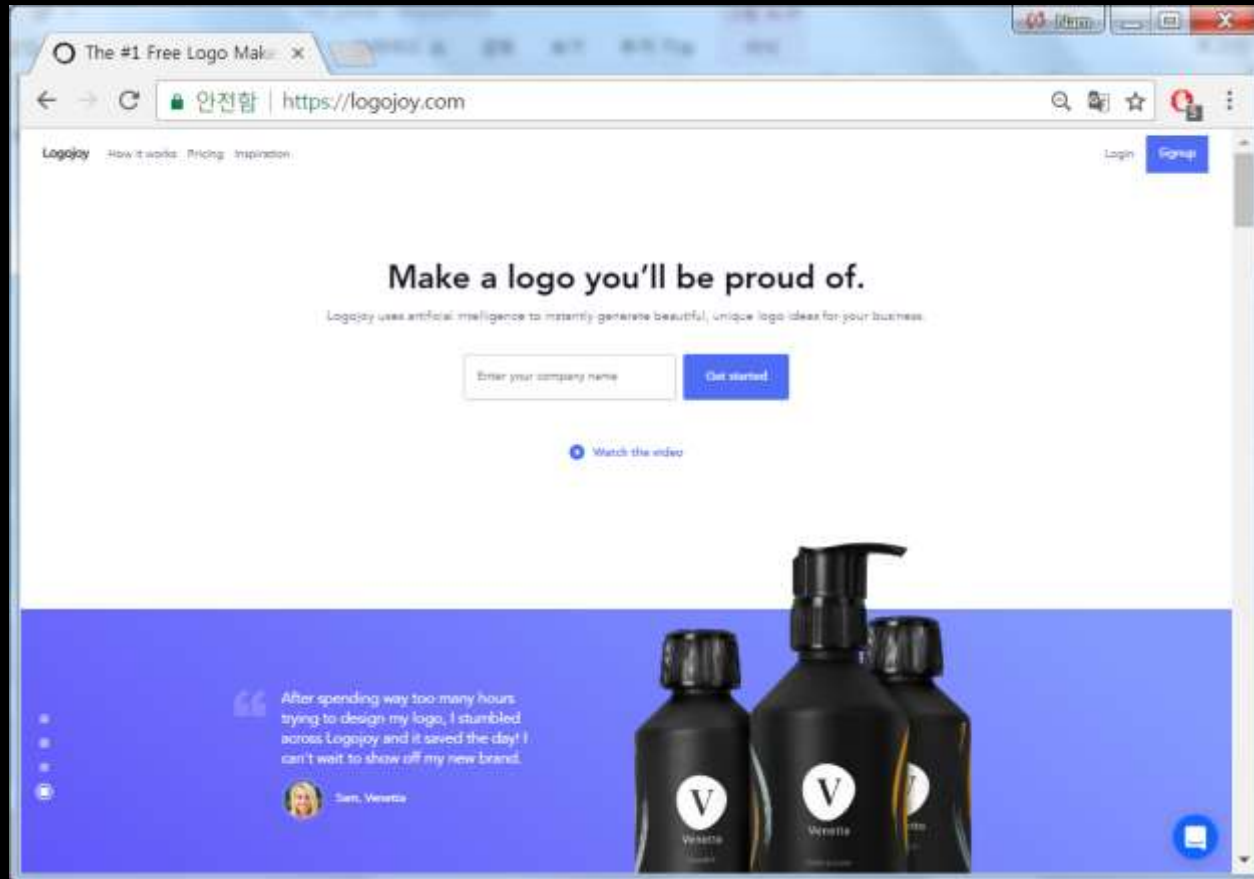 The #1 Free Logo Mak
안전함 | https://logojoy.com
Logojoy How it works Pricing Inspiration
Login Signup
Make a logo you'll be proud of.
Logojoy uses artificial intelligence to instantly generate beautiful, unique logo ideas for your business.
Enter your company name
Get started
Watch the video
After spending way too many hours
trying to design my logo, I stumbled
across Logojoy and it saved the day! I
can't wait to show off my new brand.
Sam, Venetta
V
Venetta
V
Venetta
V